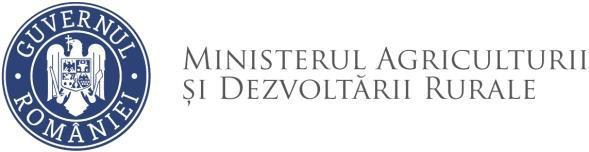 GUVERNUL
ROMÂNIEI
MINISTERUL AGRICULTURII
ȘI DEZVOLTĂRII RURALE